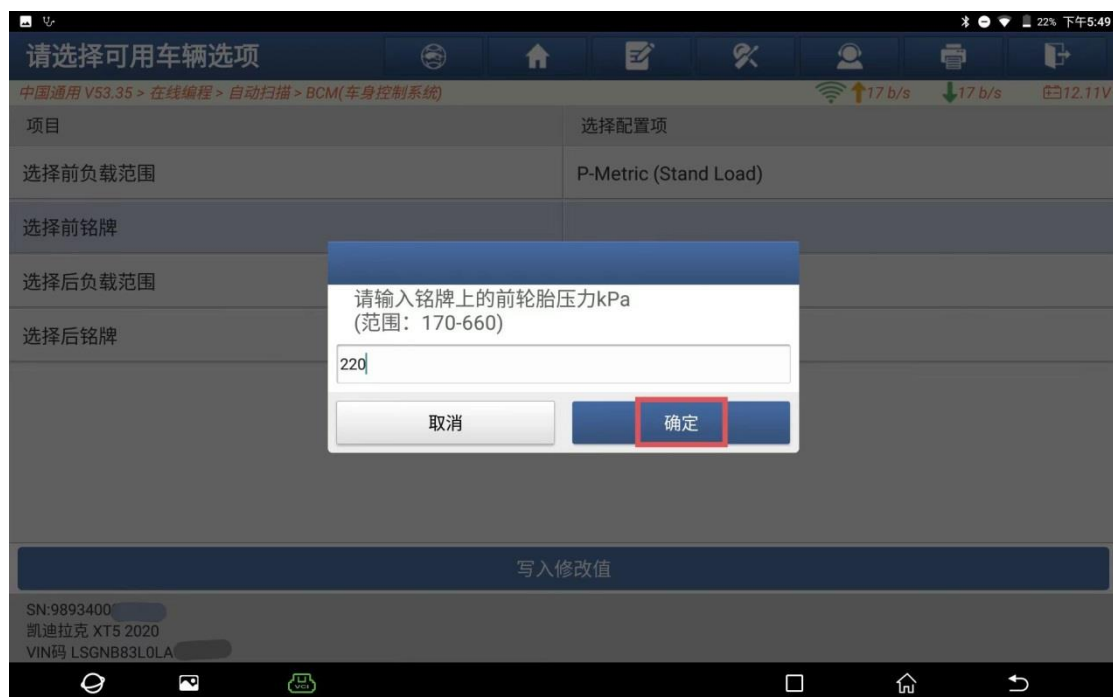 22% 下午5:49
请选择可用车辆选项
中国通用 V53.35 > 在线编程 > 自动扫描 > BCM(车身控制系统)
17 b/s
17 b/s
12.11V
项目
选择配置项
选择前负载范围
P-Metric (Stand Load)
选择前铭牌
选择后负载范围
选择后铭牌
请输入铭牌上的前轮胎压力kPa
(范围：170-660)
220
取消
确定
写入修改值
SN:9893400
凯迪拉克 XT5 2020
VIN码 LSGNB83L0LA
VCI